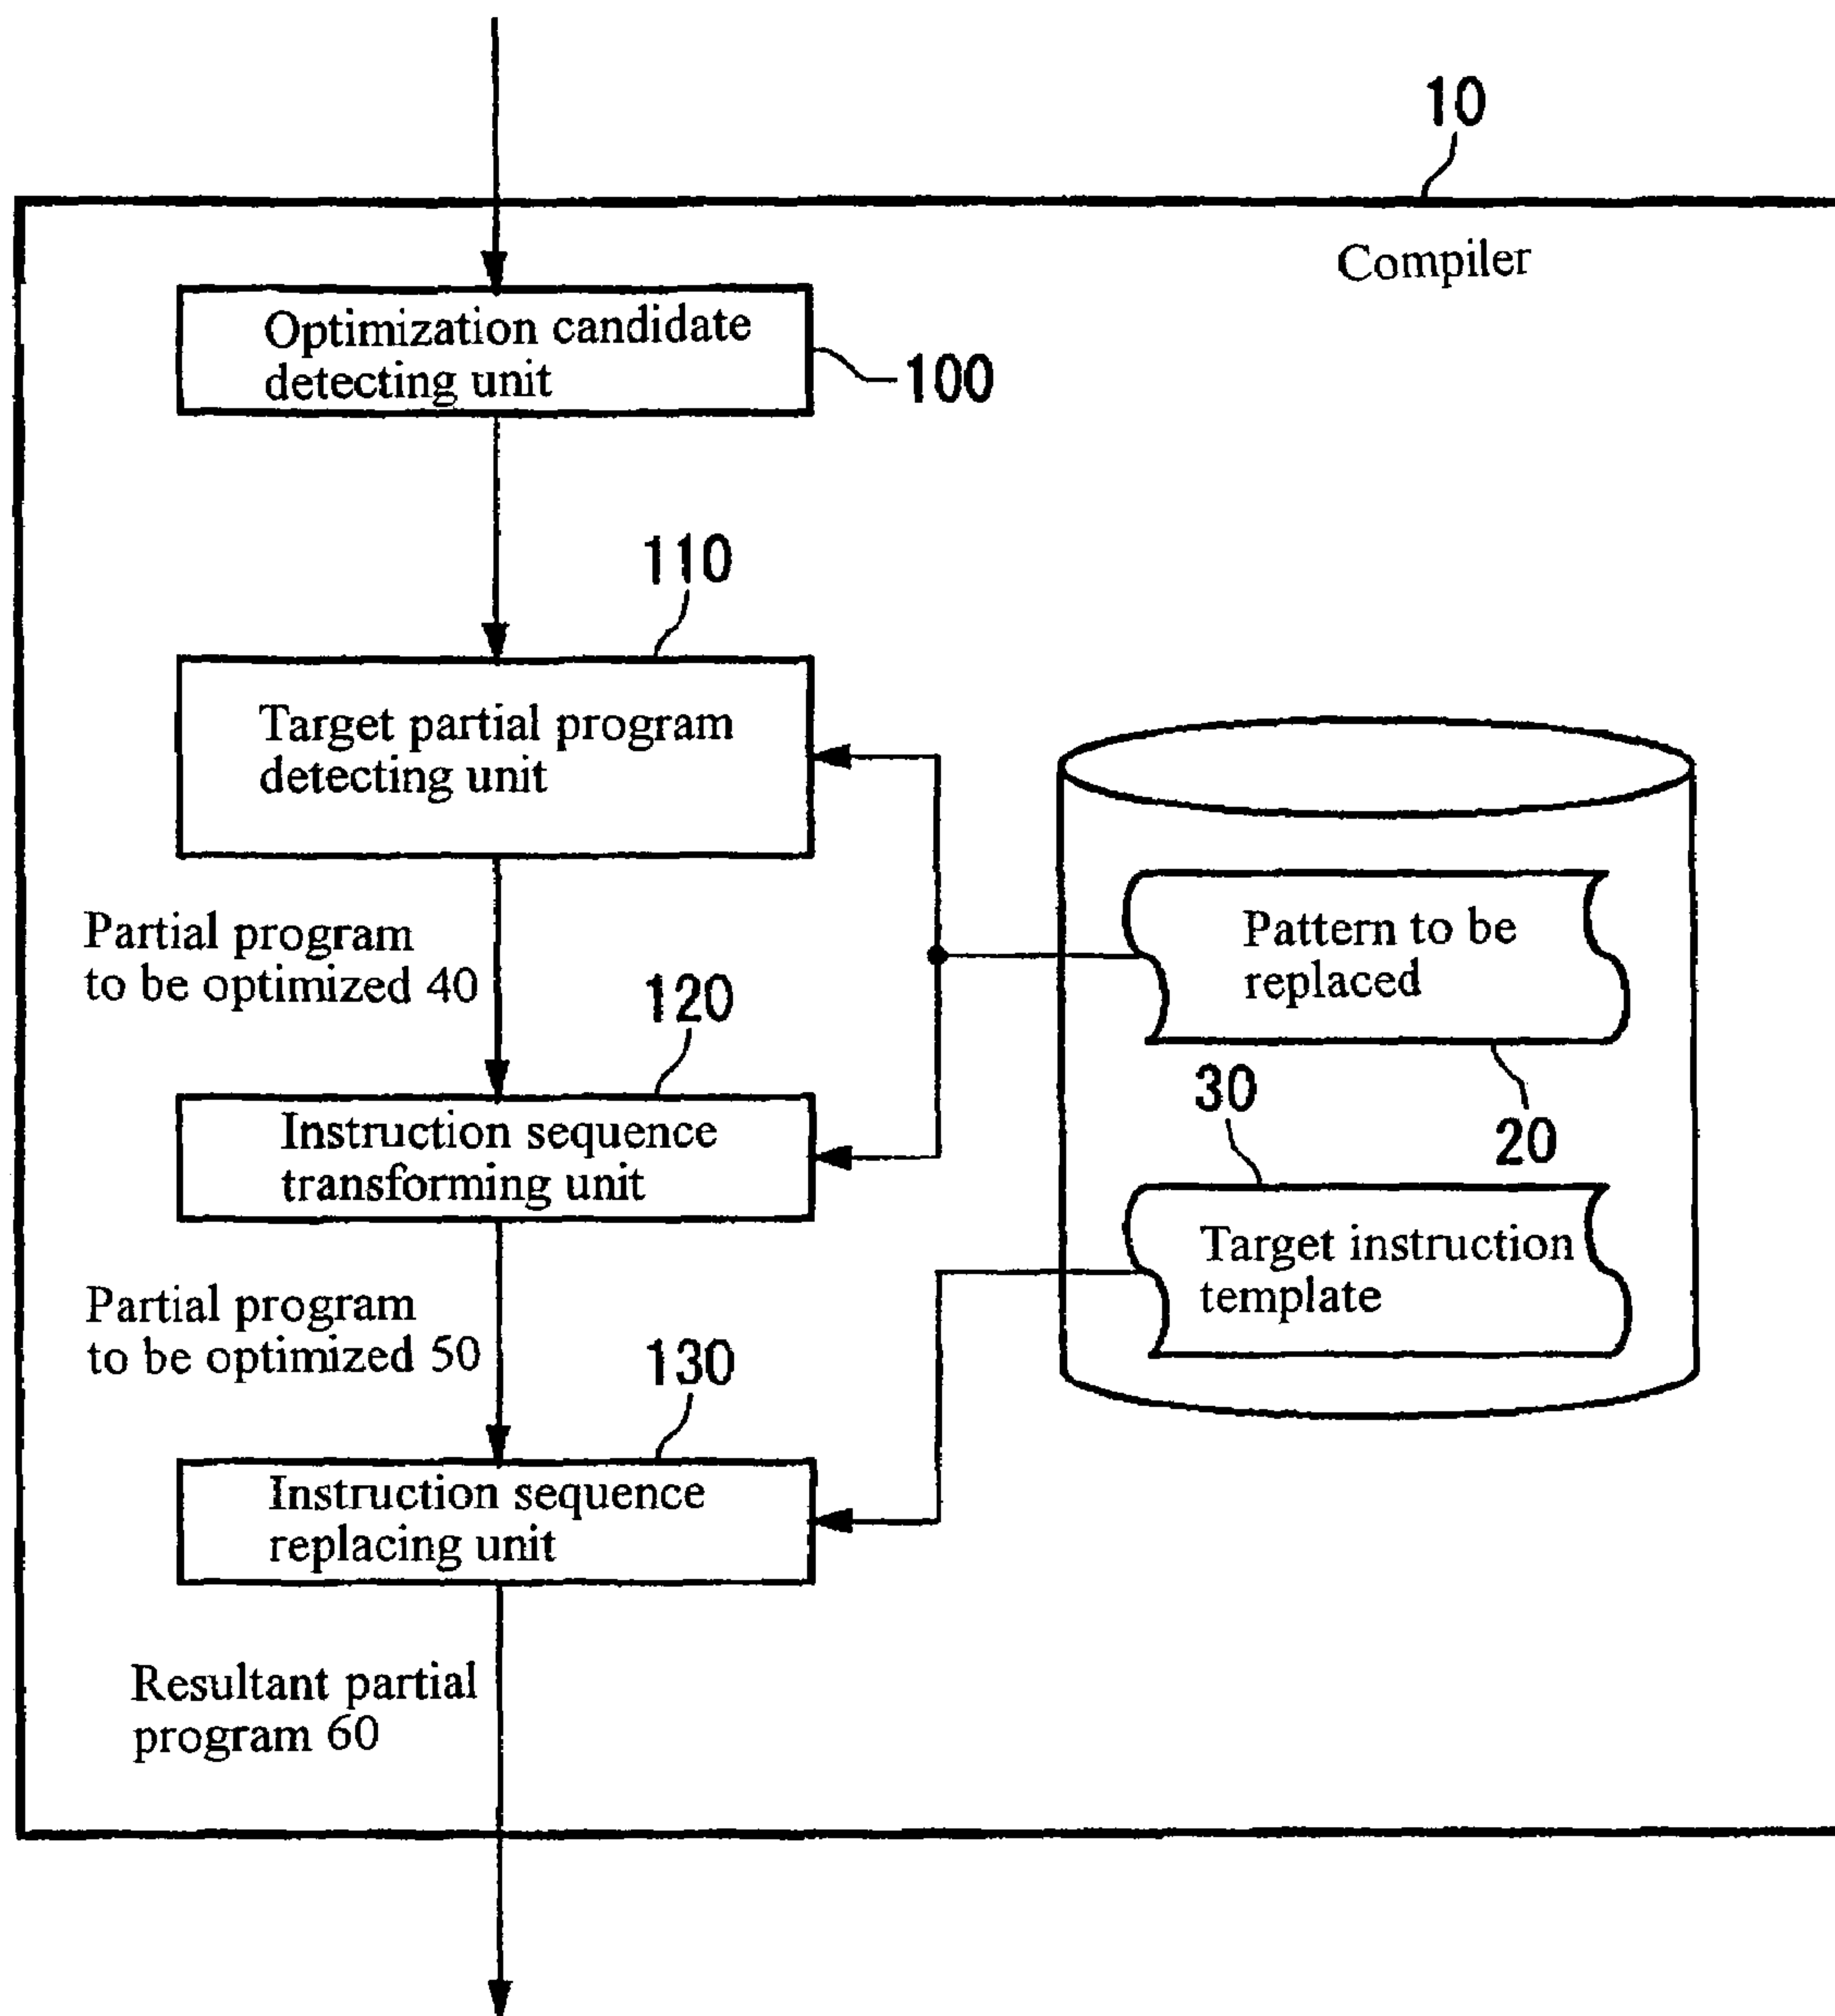 10
Compiler
Optimization candidate
detecting unit
100
110
Target partial program
detecting unit
Partial program
to be optimized 40
120
Pattern to be
replaced
20
Instruction sequence
transforming unit
30
Target instruction
template
Partial program
to be optimized 50
130
Instruction sequence
replacing unit
Resultant partial
program 60